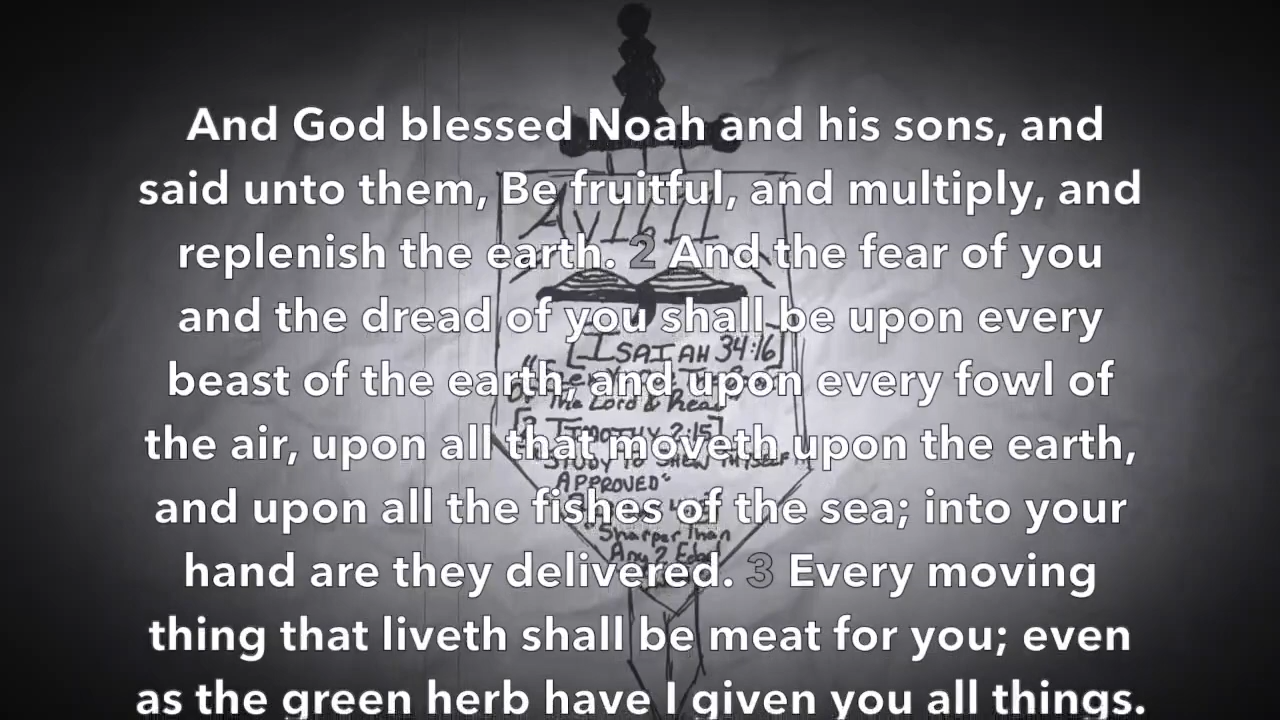 And God blessed Noah and his sons, and
said unto them, Be fruitful, and multiply, and
replenish the earth. 2 And the fear of you
and the dread of you shall be upon every
[ISAIAH 34:16]
beast of the earth, and upon every fowl of
Of The Lord & Read"
TIMOTHY 2:15]
the air, upon all that moveth upon the earth,
"STUDY TO SHEW THYSELF
APPROVED"
and upon all the fishes of the sea; into your
"Sharper Than
Any 2 Edged
hand are they delivered. 3 Every moving
thing that liveth shall be meat for you; even
as the green herb have I given you all things.